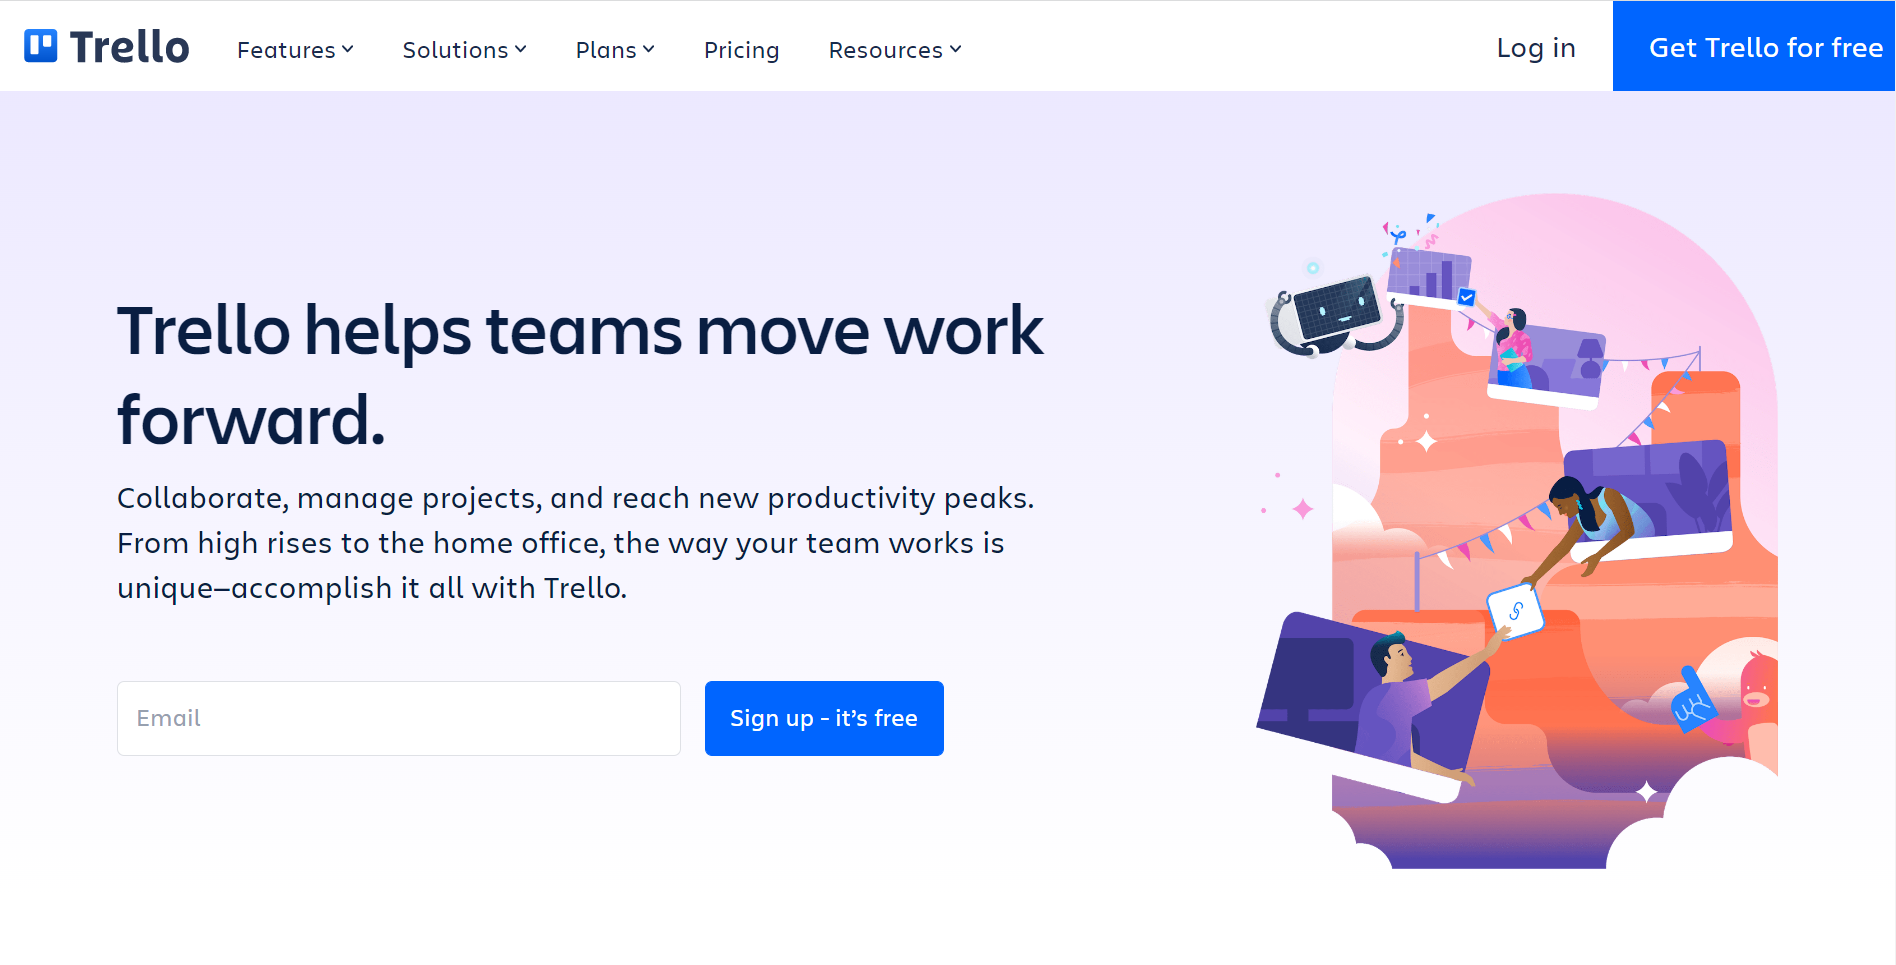 Trello
Features
Solutions
Plans
Pricing
Resources
Log in
Get Trello for free
Trello helps teams move work
forward.
Collaborate, manage projects, and reach new productivity peaks.
From high rises to the home office, the way your team works is
unique—accomplish it all with Trello.
Email
Sign up - it’s free